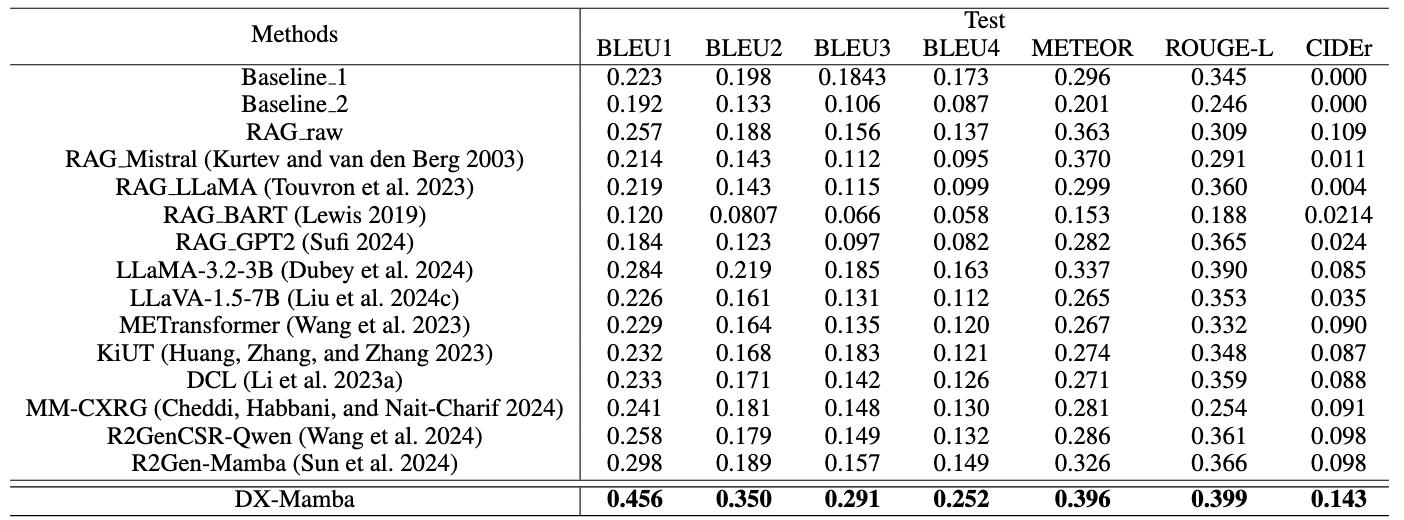 Methods Test
BLEU1 BLEU2 BLEU3 BLEU4 METEOR ROUGE-L CIDEr
Baseline_1 0.223 0.198 0.1843 0.173 0.296 0.345 0.000
Baseline_2 0.192 0.133 0.106 0.087 0.201 0.246 0.000
RAG_raw 0.257 0.188 0.156 0.137 0.363 0.309 0.109
RAG_Mistral (Kurtev and van den Berg 2003) 0.214 0.143 0.112 0.095 0.370 0.291 0.011
RAG_LLaMA (Touvron et al. 2023) 0.219 0.143 0.115 0.099 0.299 0.360 0.004
RAG_BART (Lewis 2019) 0.120 0.0807 0.066 0.058 0.153 0.188 0.0214
RAG_GPT2 (Sufi 2024) 0.184 0.123 0.097 0.082 0.282 0.365 0.024
LLaMA-3.2-3B (Dubey et al. 2024) 0.284 0.219 0.185 0.163 0.337 0.390 0.085
LLaVA-1.5-7B (Liu et al. 2024c) 0.226 0.161 0.131 0.112 0.265 0.353 0.035
METransformer (Wang et al. 2023) 0.229 0.164 0.135 0.120 0.267 0.332 0.090
KiUT (Huang, Zhang, and Zhang 2023) 0.232 0.168 0.183 0.121 0.274 0.348 0.087
DCL (Li et al. 2023a) 0.233 0.171 0.142 0.126 0.271 0.359 0.088
MM-CXRG (Cheddi, Habbani, and Nait-Charif 2024) 0.241 0.181 0.148 0.130 0.281 0.254 0.091
R2GenCSR-Qwen (Wang et al. 2024) 0.258 0.179 0.149 0.132 0.286 0.361 0.098
R2Gen-Mamba (Sun et al. 2024) 0.298 0.189 0.157 0.149 0.326 0.366 0.098
DX-Mamba 0.456 0.350 0.291 0.252 0.396 0.399 0.143